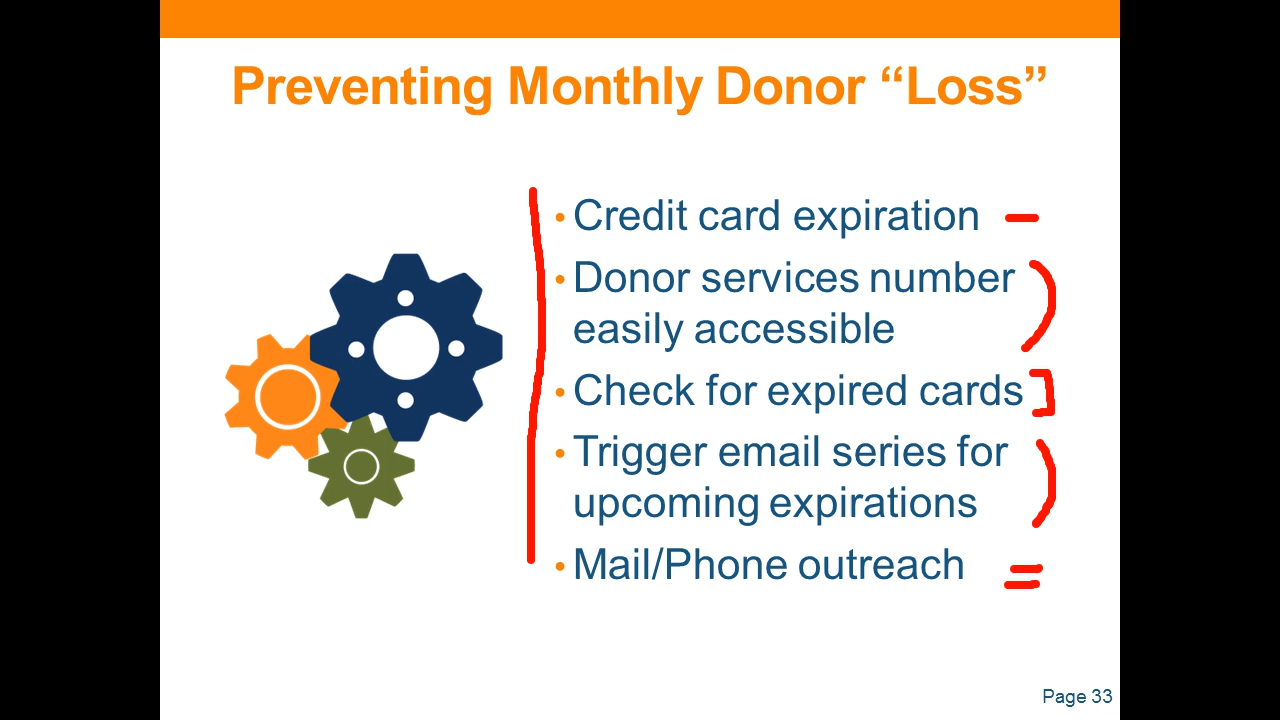 Preventing Monthly Donor “Loss”
• Credit card expiration
• Donor services number
easily accessible
• Check for expired cards
• Trigger email series for
upcoming expirations
• Mail/Phone outreach
Page 33